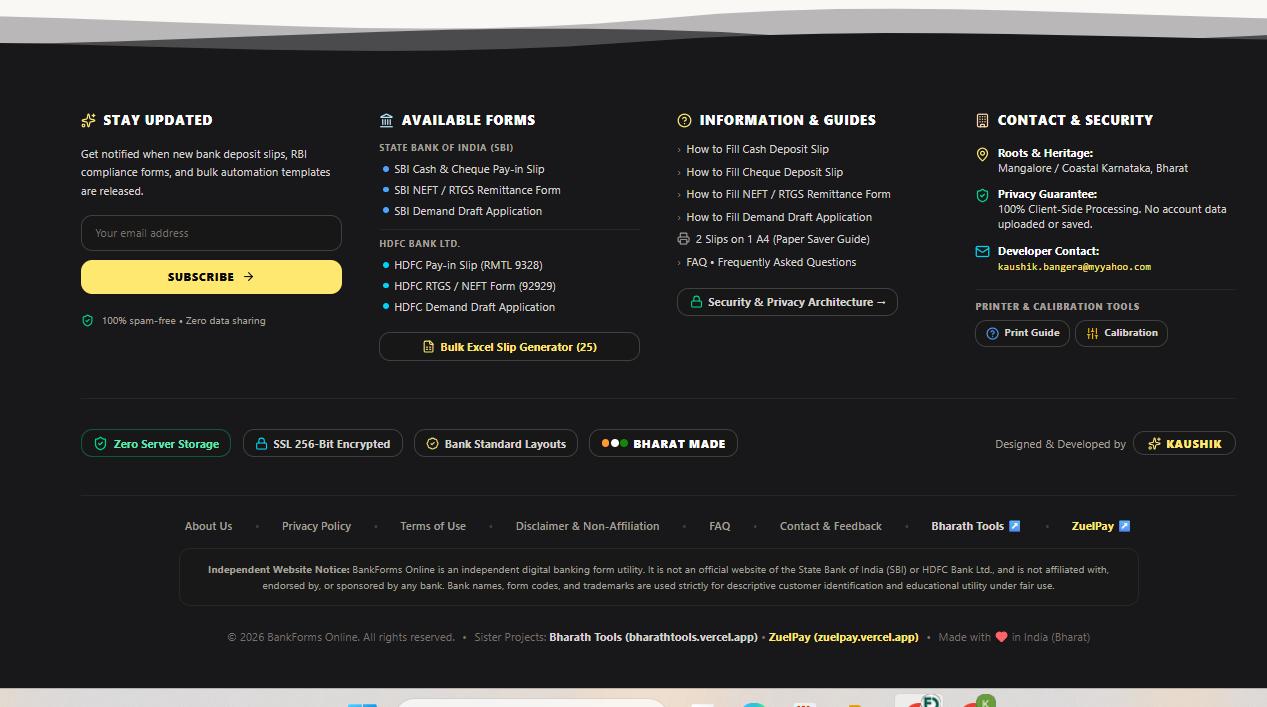 STAY UPDATED
Get notified when new bank deposit slips, RBI
compliance forms, and bulk automation templates
are released.
Your email address
SUBSCRIBE →
100% spam-free • Zero data sharing
AVAILABLE FORMS
STATE BANK OF INDIA (SBI)
SBI Cash & Cheque Pay-in Slip
SBI NEFT / RTGS Remittance Form
SBI Demand Draft Application
HDFC BANK LTD.
HDFC Pay-in Slip (RMTL 9328)
HDFC RTGS / NEFT Form (92929)
HDFC Demand Draft Application
Bulk Excel Slip Generator (25)
INFORMATION & GUIDES
› How to Fill Cash Deposit Slip
› How to Fill Cheque Deposit Slip
› How to Fill NEFT / RTGS Remittance Form
› How to Fill Demand Draft Application
2 Slips on 1 A4 (Paper Saver Guide)
› FAQ • Frequently Asked Questions
Security & Privacy Architecture →
CONTACT & SECURITY
Roots & Heritage:
Mangalore / Coastal Karnataka, Bharat
Privacy Guarantee:
100% Client-Side Processing. No account data
uploaded or saved.
Developer Contact:
kaushik.bangera@myyahoo.com
PRINTER & CALIBRATION TOOLS
Print Guide
Calibration
Zero Server Storage
SSL 256-Bit Encrypted
Bank Standard Layouts
BHARAT MADE
Designed & Developed by KAUSHIK
About Us • Privacy Policy • Terms of Use • Disclaimer & Non-Affiliation • FAQ • Contact & Feedback • Bharath Tools ↗ • ZuelPay ↗
Independent Website Notice: BankForms Online is an independent digital banking form utility. It is not an official website of the State Bank of India (SBI) or HDFC Bank Ltd., and is not affiliated with,
endorsed by, or sponsored by any bank. Bank names, form codes, and trademarks are used strictly for descriptive customer identification and educational utility under fair use.
© 2026 BankForms Online. All rights reserved. • Sister Projects: Bharath Tools (bharathtools.vercel.app) • ZuelPay (zuelpay.vercel.app) • Made with ❤ in India (Bharat)
K